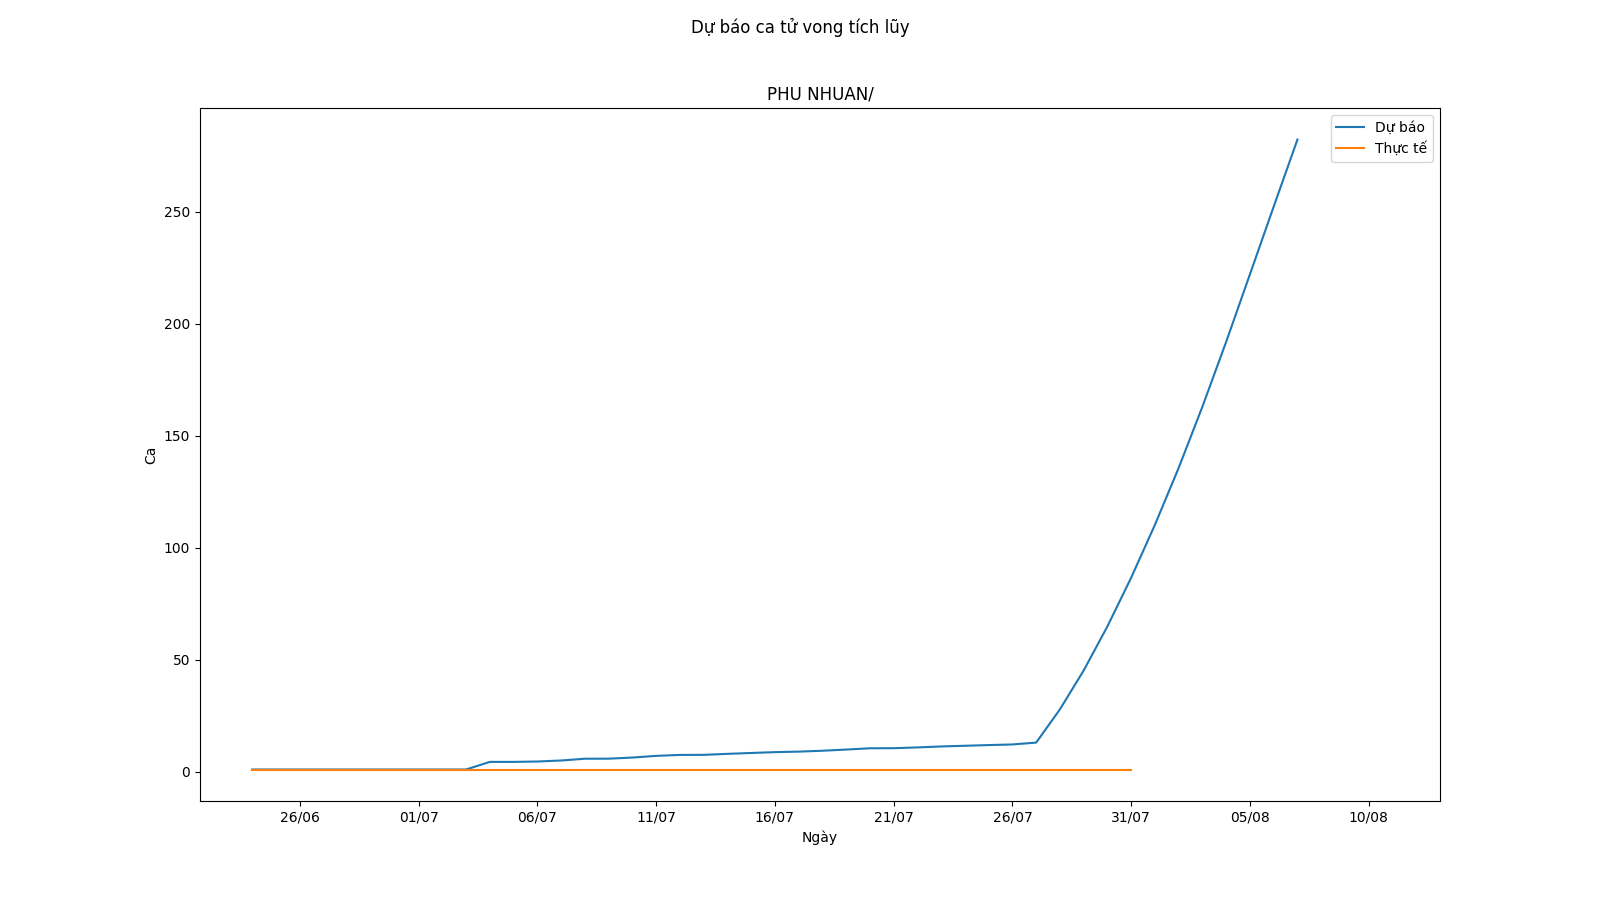 Dự báo ca tử vong tích lũy
PHU NHUAN/
Dự báo
Thực tế
250
200
150
100
50
0
Ca
26/06 01/07 06/07 11/07 16/07 21/07 26/07 31/07 05/08 10/08
Ngày